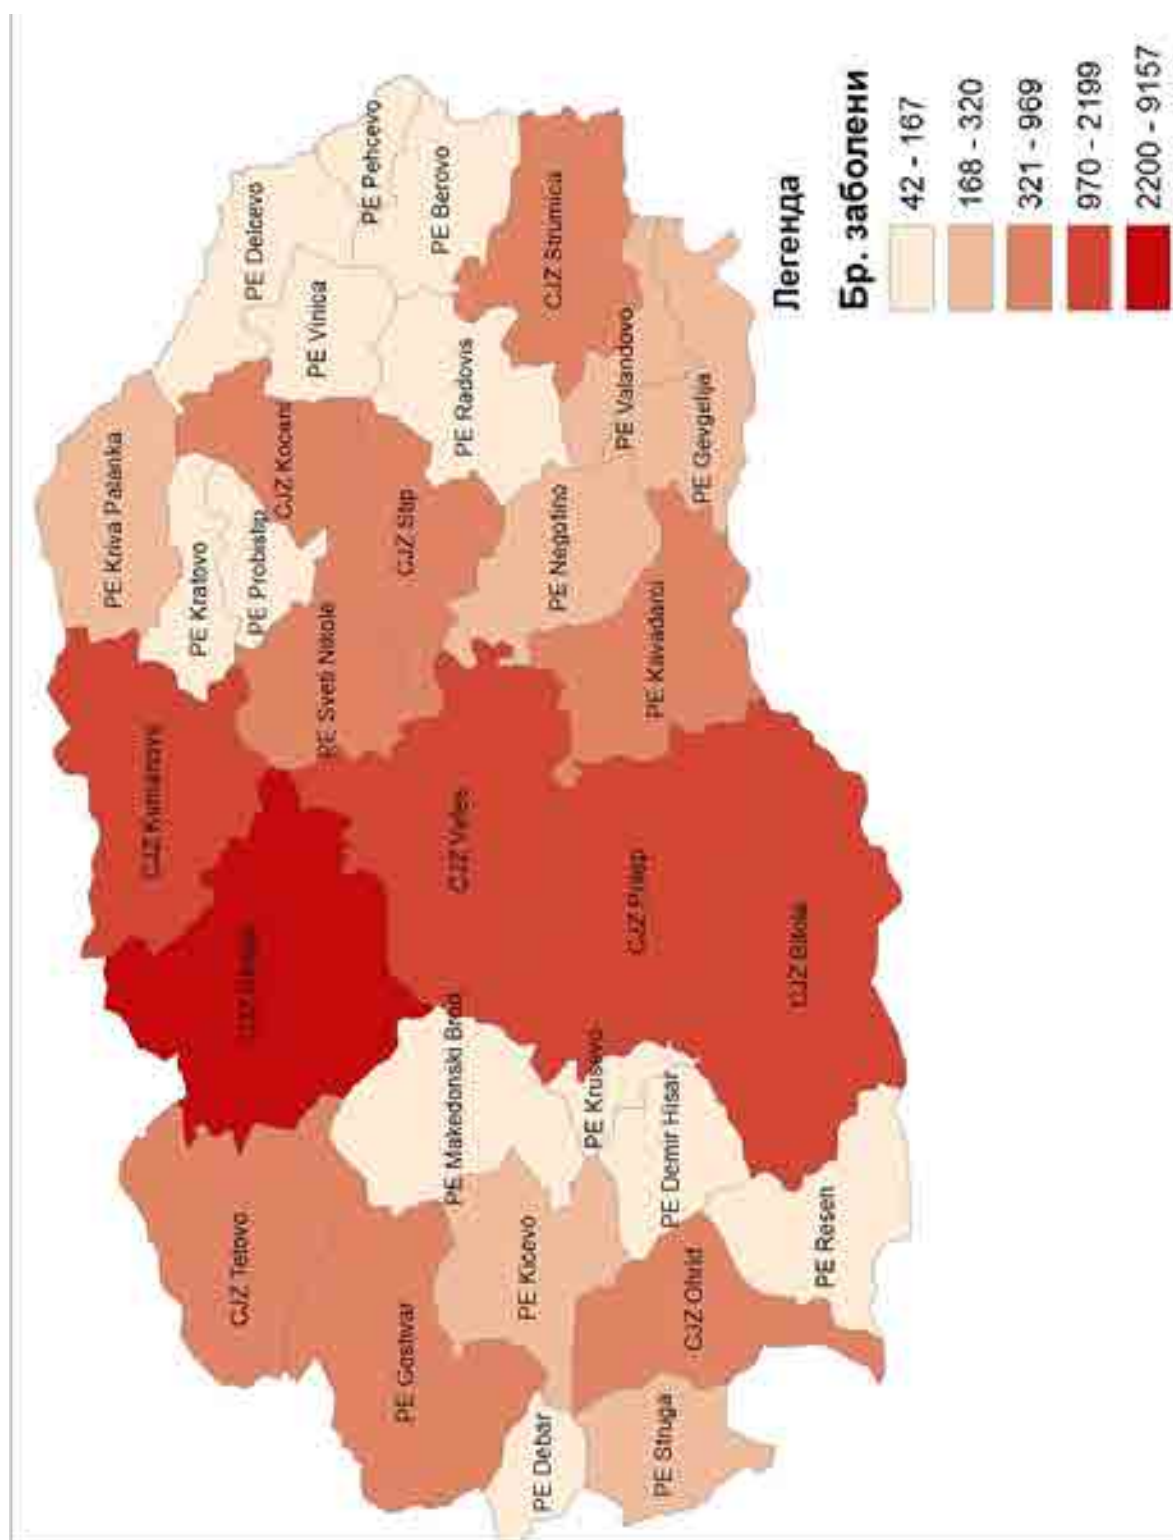 PE Kriva Palanka
CJZ Kumanovo
PE Kratovo
PE Delcevo
PE Probistip
CJZ Kocani
PE Pehcevo
PE Vinica
CJZ Tetovo
PE Sveti Nikole
PE Berovo
CJZ Stip
PE Radovis
PE Gostivar
CJZ Veles
PE Makedonski Brod
CJZ Strumica
PE Kicevo
PE Negotino
PE Debar
PE Krusevo
PE Valandovo
CJZ Prilep
PE Kavadarci
PE Demir Hisar
PE Struga
CJZ Ohrid
PE Gevgelija
CJZ Bitola
PE Resen
Легенда
Бр. заболени
42 - 167
168 - 320
321 - 969
970 - 2199
2200 - 9157